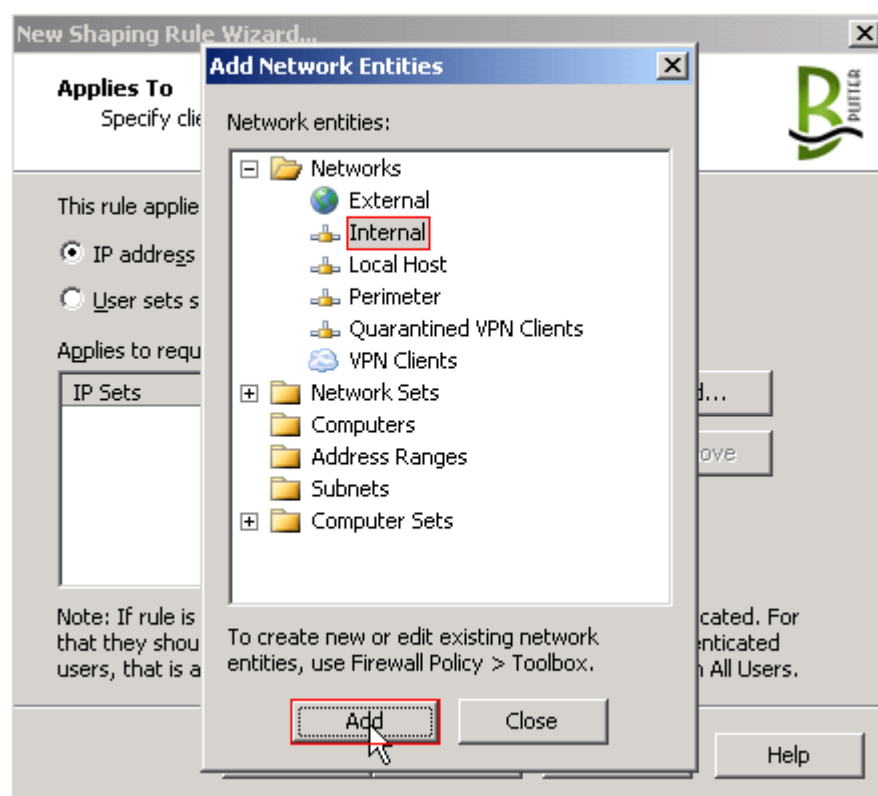 New Shaping Rule Wizard...
Add Network Entities
Applies To
Specify clie
PLITTER
Network entities:
Networks
External
Internal
Local Host
Perimeter
Quarantined VPN Clients
VPN Clients
Network Sets
Computers
Address Ranges
Subnets
Computer Sets
This rule applie
IP address
User sets s
Applies to requ
IP Sets
d...
ove
Note: If rule is
cated. For
that they shou
enticated
users, that is a
n All Users.
To create new or edit existing network
entities, use Firewall Policy > Toolbox.
Add
Close
Help